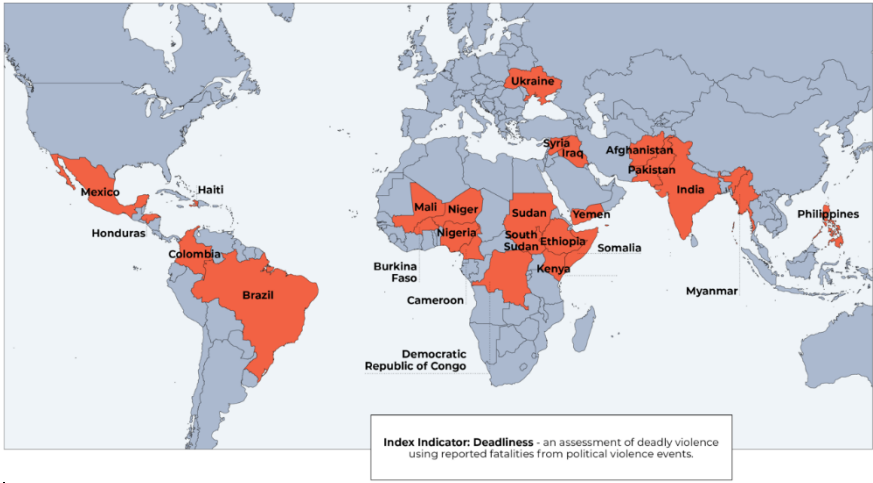 Ukraine
Syria
Iraq
Afghanistan
Pakistan
India
Mexico
Haiti
Honduras
Mali
Niger
Sudan
Yemen
Philippines
Nigeria
South
Sudan
Ethiopia
Somalia
Colombia
Kenya
Burkina
Faso
Brazil
Cameroon
Myanmar
Democratic
Republic of Congo
Index Indicator: Deadliness - an assessment of deadly violence
using reported fatalities from political violence events.